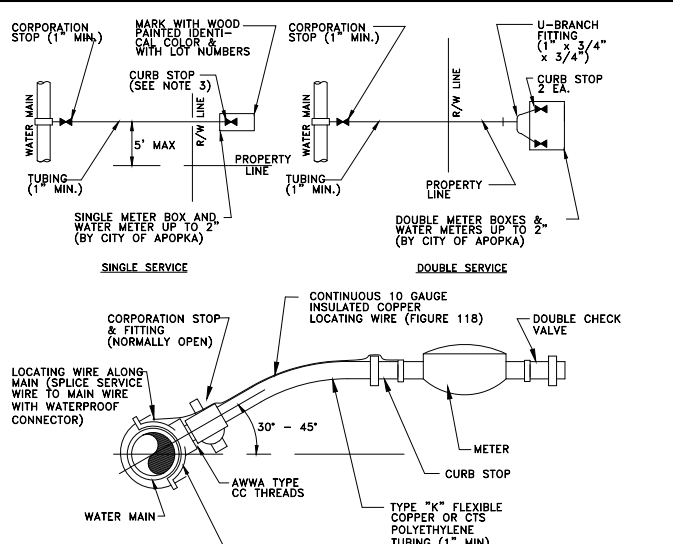 CORPORATION
STOP (1" MIN.)
MARK WITH WOOD
PAINTED IDENTI-
CAL COLOR &
WITH LOT NUMBERS
CURB STOP
(SEE NOTE 3)
WATER MAIN
R/W LINE
5' MAX
PROPERTY
LINE
TUBING
(1" MIN.)
SINGLE METER BOX AND
WATER METER UP TO 2"
(BY CITY OF APOPKA)
SINGLE SERVICE
CORPORATION
STOP (1" MIN.)
U-BRANCH
FITTING
(1" x 3/4"
x 3/4")
CURB STOP
2 EA.
WATER MAIN
R/W LINE
TUBING
(1" MIN.)
PROPERTY
LINE
DOUBLE METER BOXES &
WATER METERS UP TO 2"
(BY CITY OF APOPKA)
DOUBLE SERVICE
CORPORATION STOP
& FITTING
(NORMALLY OPEN)
CONTINUOUS 10 GAUGE
INSULATED COPPER
LOCATING WIRE (FIGURE 118)
DOUBLE CHECK
VALVE
LOCATING WIRE ALONG
MAIN (SPLICE SERVICE
WIRE TO MAIN WIRE
WITH WATERPROOF
CONNECTOR)
30° - 45°
METER
CURB STOP
AWWA TYPE
CC THREADS
WATER MAIN
TYPE "K" FLEXIBLE
COPPER OR CTS
POLYETHYLENE
TUBING (1" MIN)